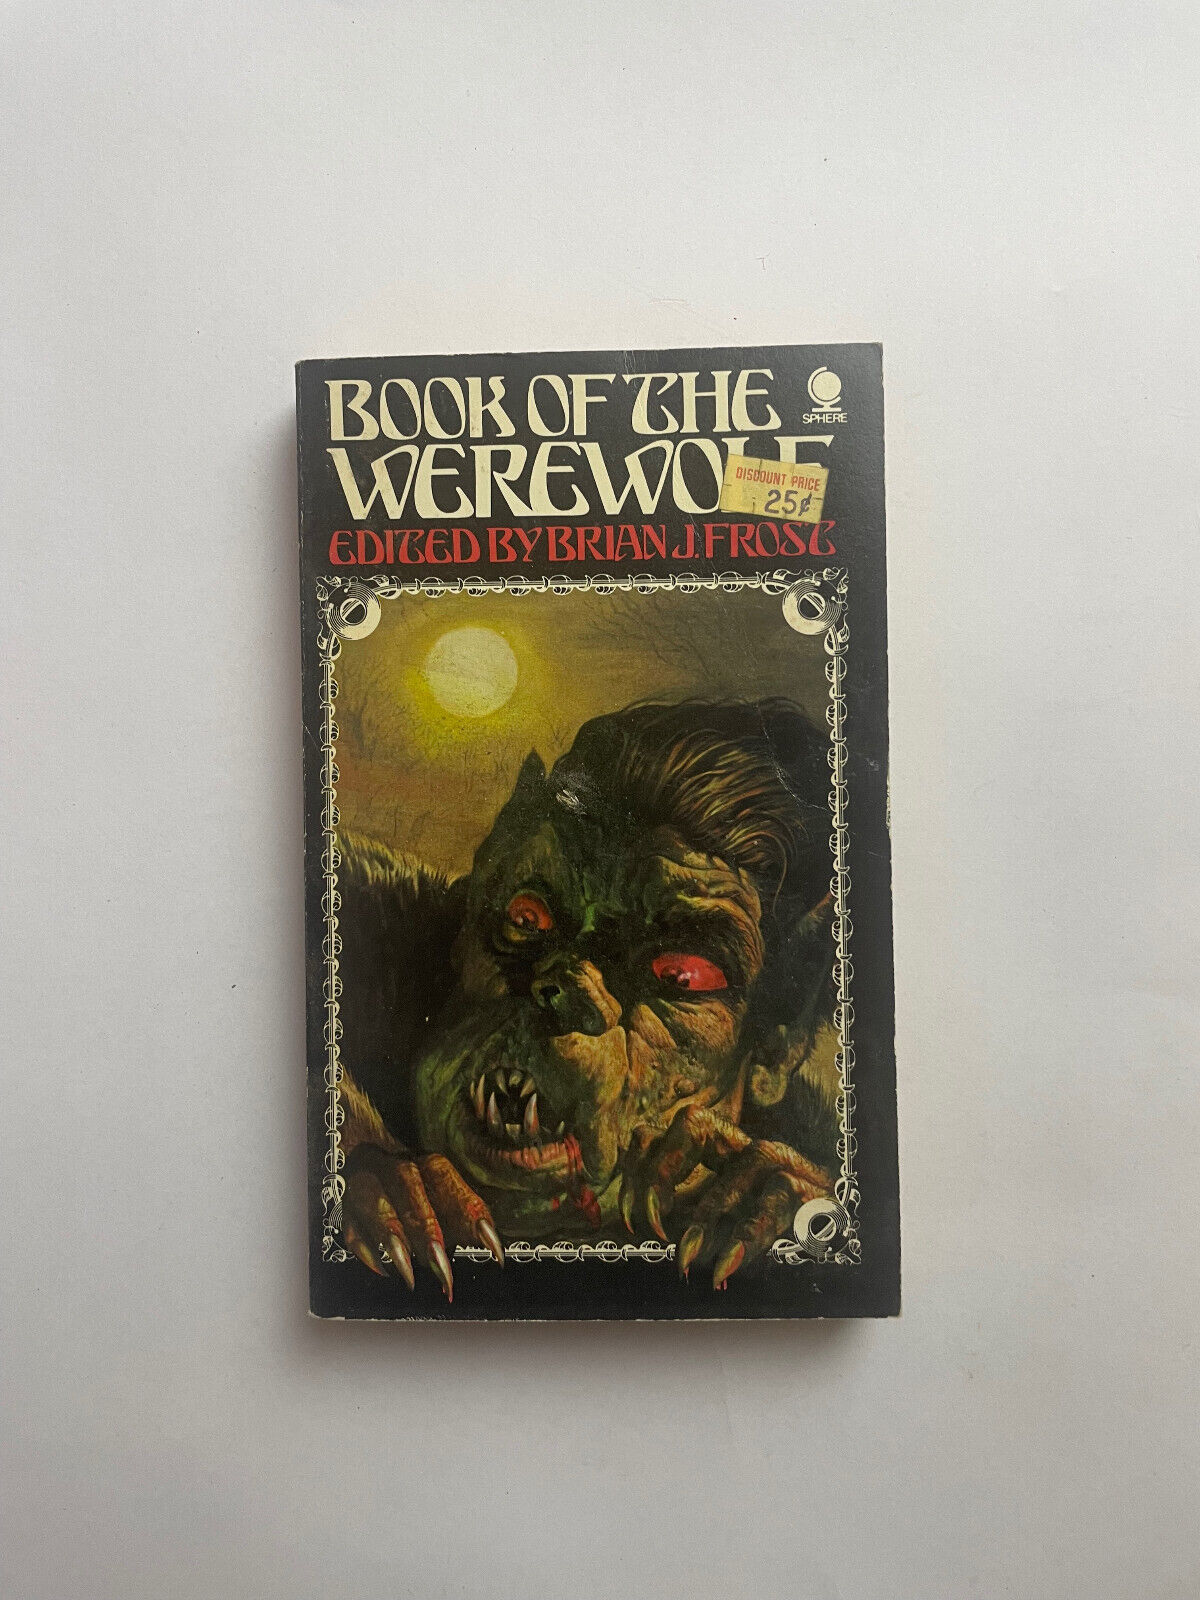 BOOK OF THE
SPHERE
WEREWOLF
DISCOUNT PRICE
25¢
EDITED BY BRIAN J. FROST